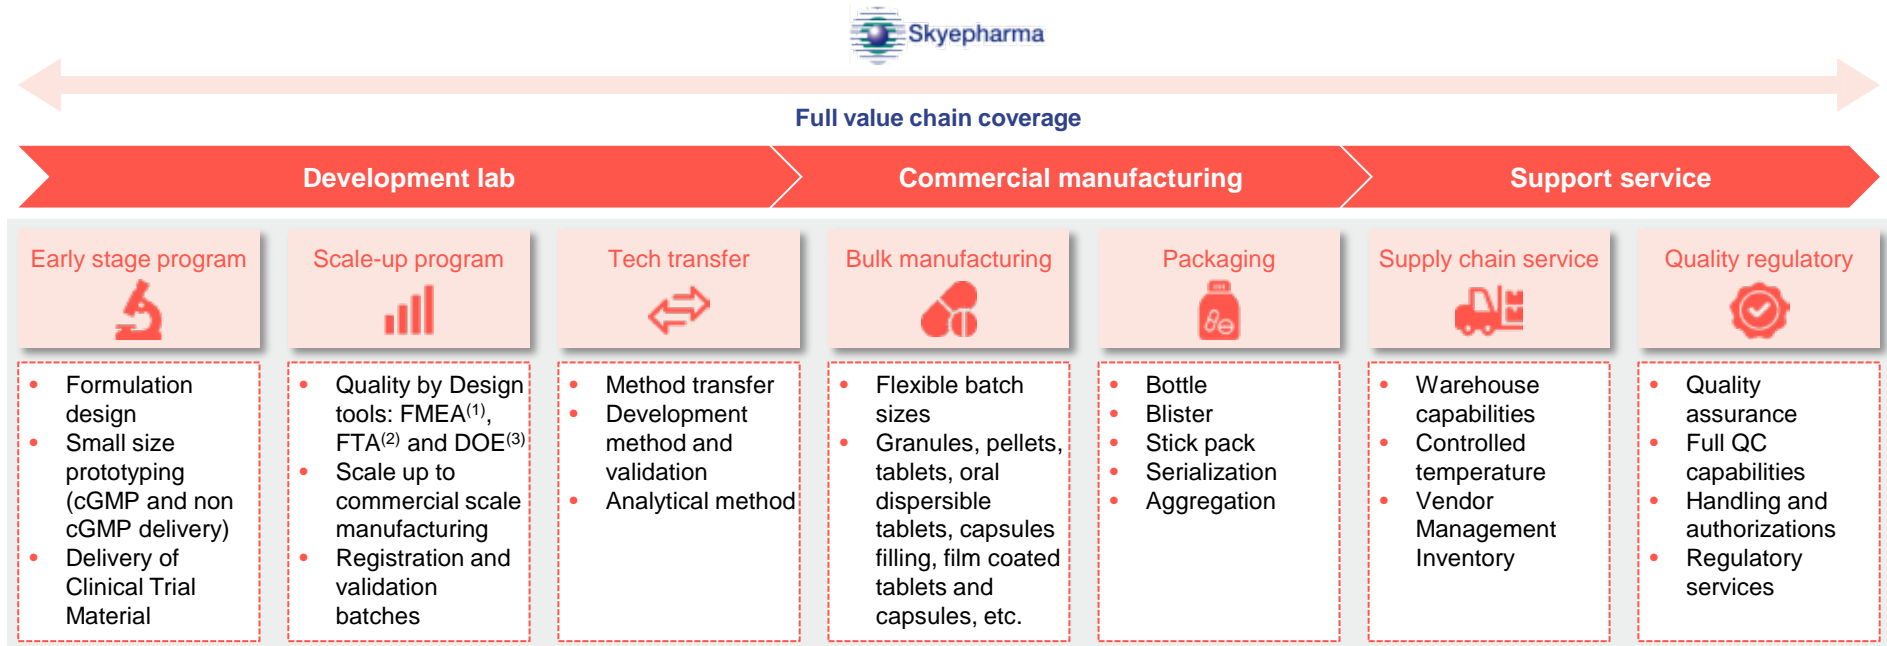 Skyepharma
Full value chain coverage
Development lab
Commercial manufacturing
Support service
Early stage program
• Formulation
design
• Small size
prototyping
(cGMP and non
cGMP delivery)
• Delivery of
Clinical Trial
Material
Scale-up program
• Quality by Design
tools: FMEA(1),
FTA(2) and DOE(3)
• Scale up to
commercial scale
manufacturing
• Registration and
validation
batches
Tech transfer
• Method transfer
• Development
method and
validation
• Analytical method
Bulk manufacturing
• Flexible batch
sizes
• Granules, pellets,
tablets, oral
dispersible
tablets, capsules
filling, film coated
tablets and
capsules, etc.
Packaging
• Bottle
• Blister
• Stick pack
• Serialization
• Aggregation
Supply chain service
• Warehouse
capabilities
• Controlled
temperature
• Vendor
Management
Inventory
Quality regulatory
• Quality
assurance
• Full QC
capabilities
• Handling and
authorizations
• Regulatory
services